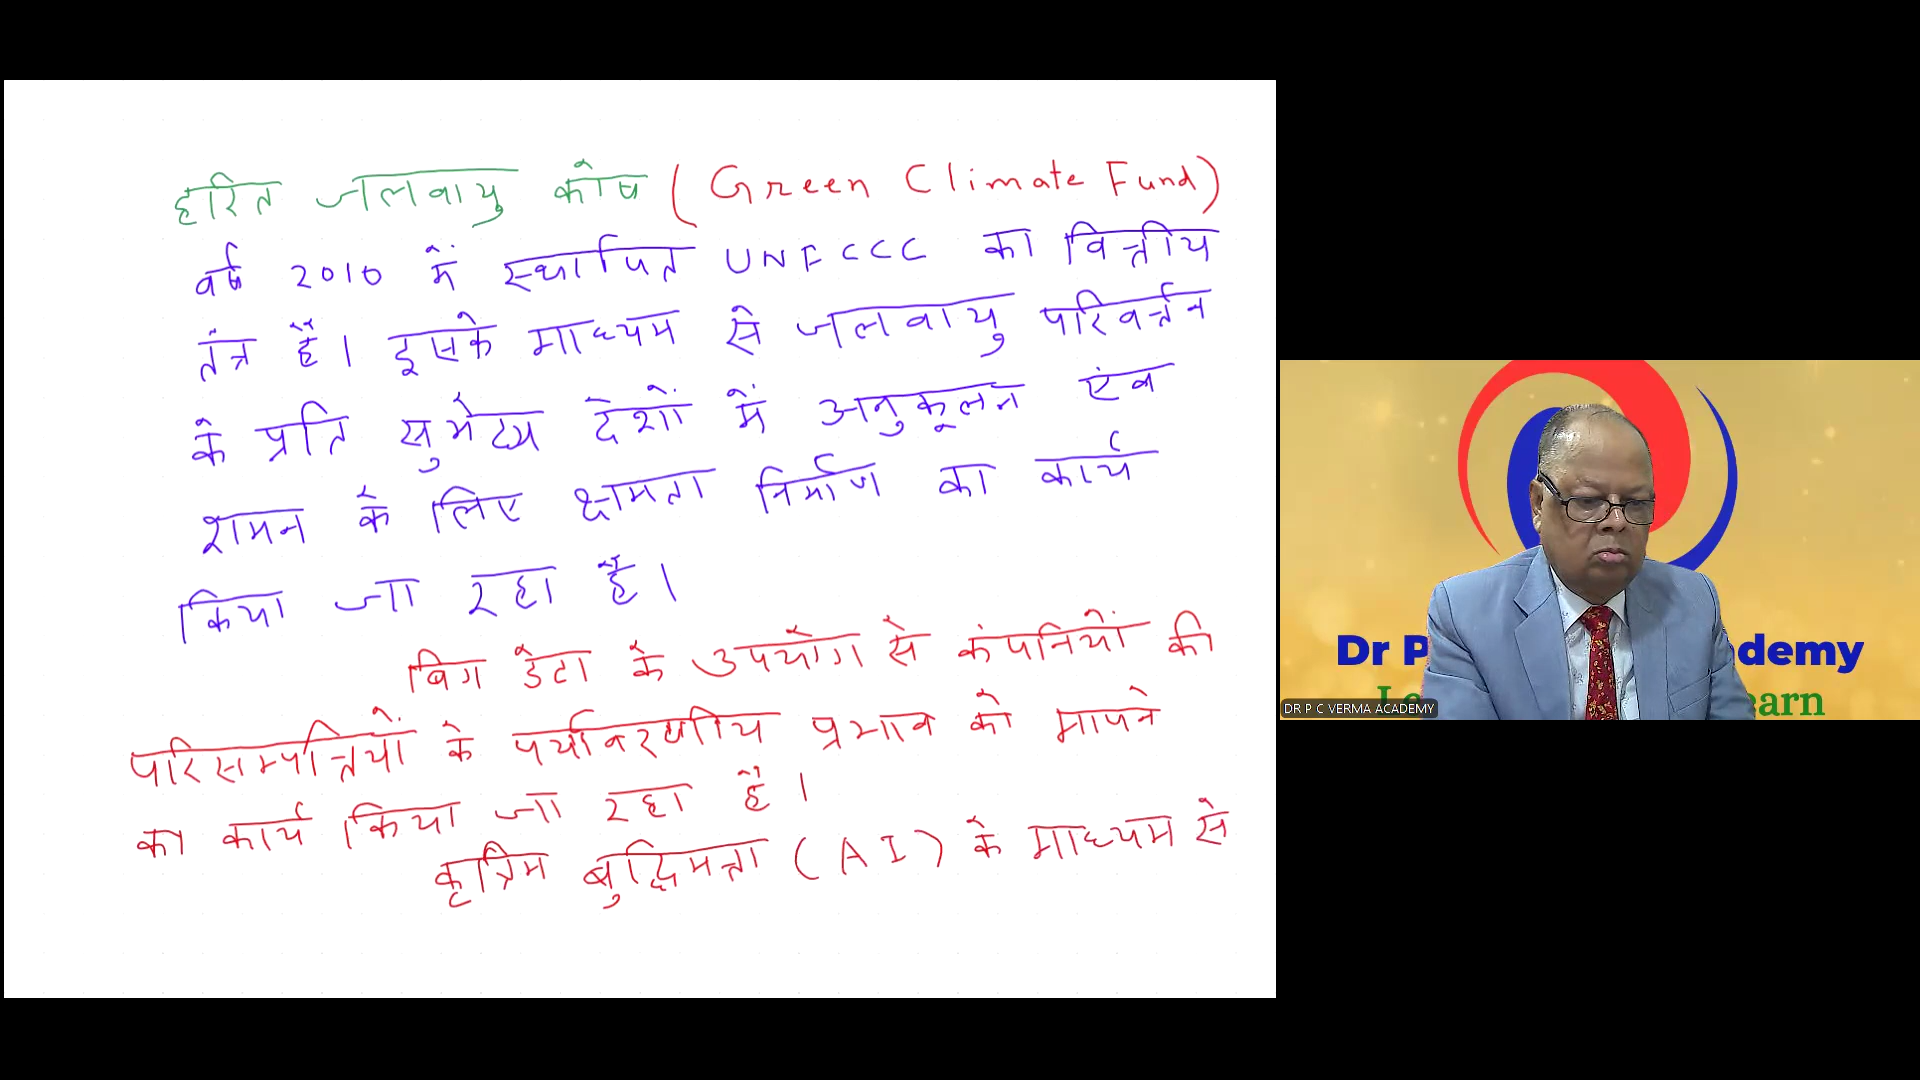 हरित जलवायु कोष (Green Climate Fund)
वर्ष 2010 में स्थापित UNFCCC का वित्तीय
तंत्र हैं। इसके माध्यम से जलवायु परिवर्त्तन
के प्रति सुभेद्य देशों में अनुकूलन एंव
शमन के लिए क्षमता निर्माण का कार्य
किया जा रहा हैं।
बिग डेटा के उपयोग से कंपनियों की
परिसम्पत्तियों के पर्यावरणीय प्रभाव को मापने
का कार्य किया जा रहा है।
कृत्रिम बुद्धिमत्ता (AI) के माध्यम से
Dr P demy
Le earn
DR P C VERMA ACADEMY